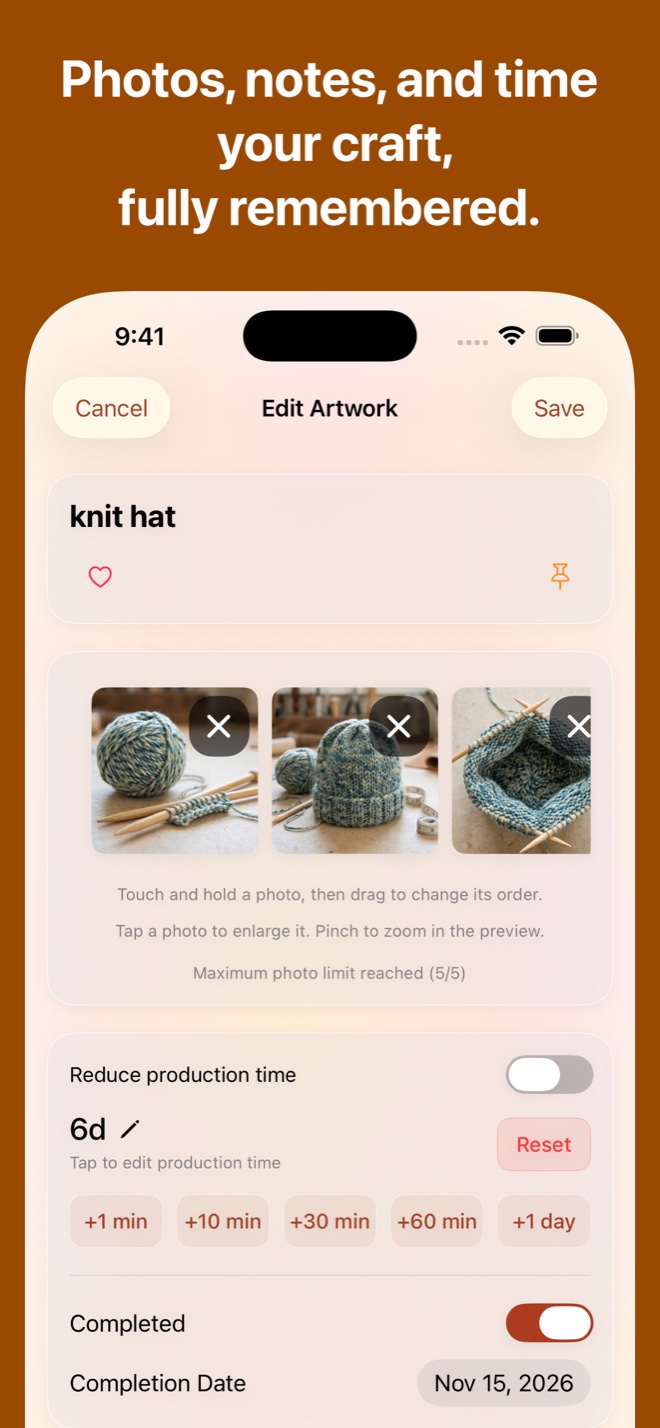 Photos, notes, and time
your craft,
fully remembered.
9:41
Cancel
Edit Artwork
Save
knit hat
Touch and hold a photo, then drag to change its order.
Tap a photo to enlarge it. Pinch to zoom in the preview.
Maximum photo limit reached (5/5)
Reduce production time
6d
Reset
Tap to edit production time
+1 min
+10 min
+30 min
+60 min
+1 day
Completed
Completion Date
Nov 15, 2026